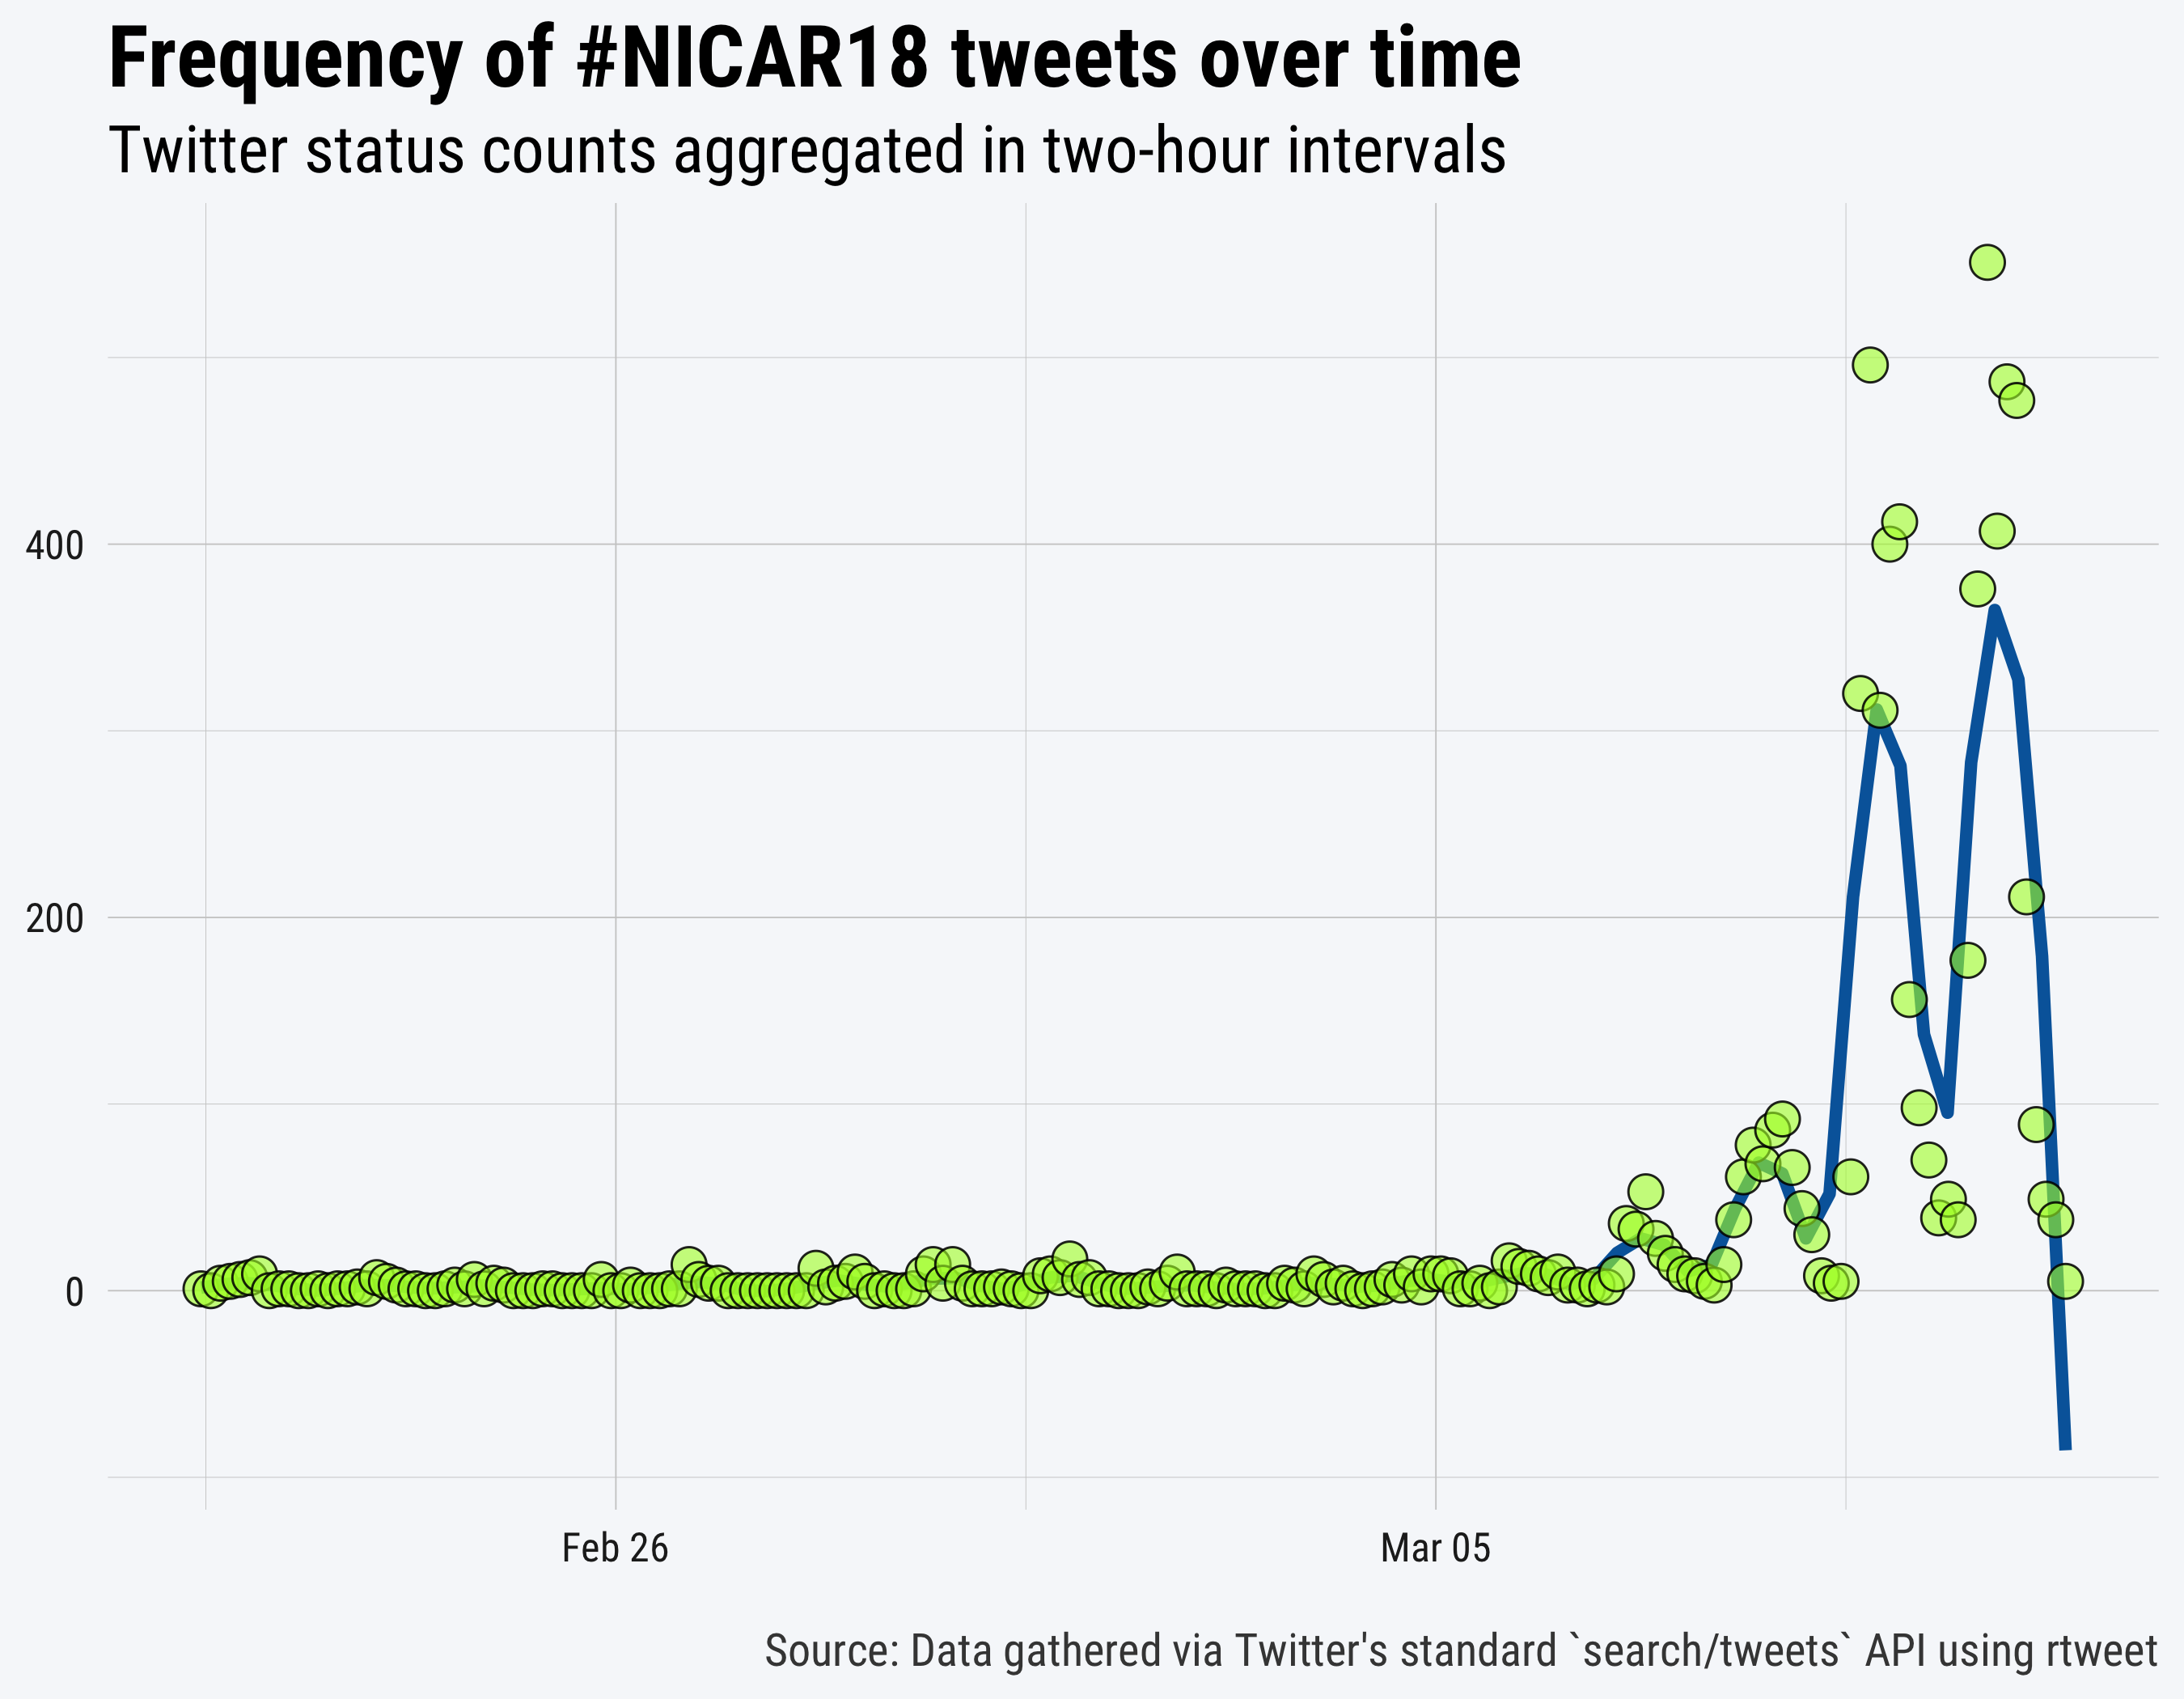 Frequency of #NICAR18 tweets over time
Twitter status counts aggregated in two-hour intervals
400
200
0
Feb 26 Mar 05
Source: Data gathered via Twitter's standard `search/tweets` API using rtweet